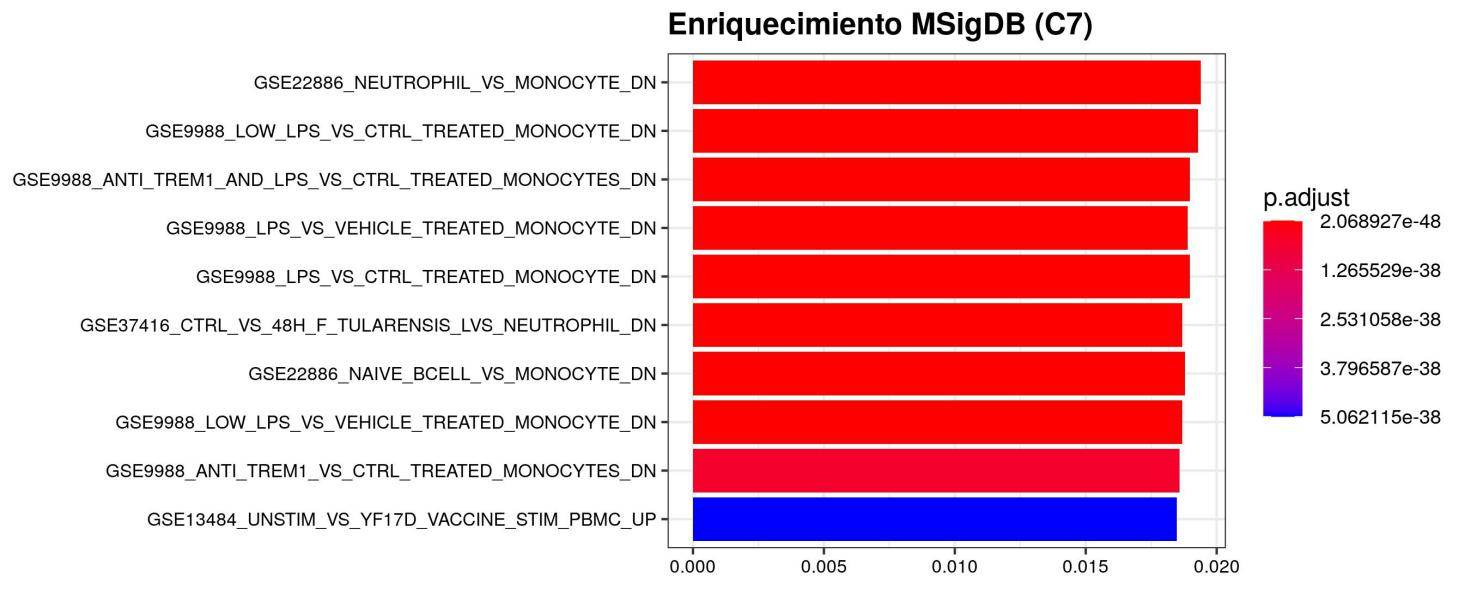 Enriquecimiento MSigDB (C7)
GSE22886_NEUTROPHIL_VS_MONOCYTE_DN
GSE9988_LOW_LPS_VS_CTRL_TREATED_MONOCYTE_DN
GSE9988_ANTI_TREM1_AND_LPS_VS_CTRL_TREATED_MONOCYTES_DN
GSE9988_LPS_VS_VEHICLE_TREATED_MONOCYTE_DN
GSE9988_LPS_VS_CTRL_TREATED_MONOCYTE_DN
GSE37416_CTRL_VS_48H_F_TULARENSIS_LVS_NEUTROPHIL_DN
GSE22886_NAIVE_BCELL_VS_MONOCYTE_DN
GSE9988_LOW_LPS_VS_VEHICLE_TREATED_MONOCYTE_DN
GSE9988_ANTI_TREM1_VS_CTRL_TREATED_MONOCYTES_DN
GSE13484_UNSTIM_VS_YF17D_VACCINE_STIM_PBMC_UP
0.000 0.005 0.010 0.015 0.020
p.adjust
2.068927e-48
1.265529e-38
2.531058e-38
3.796587e-38
5.062115e-38